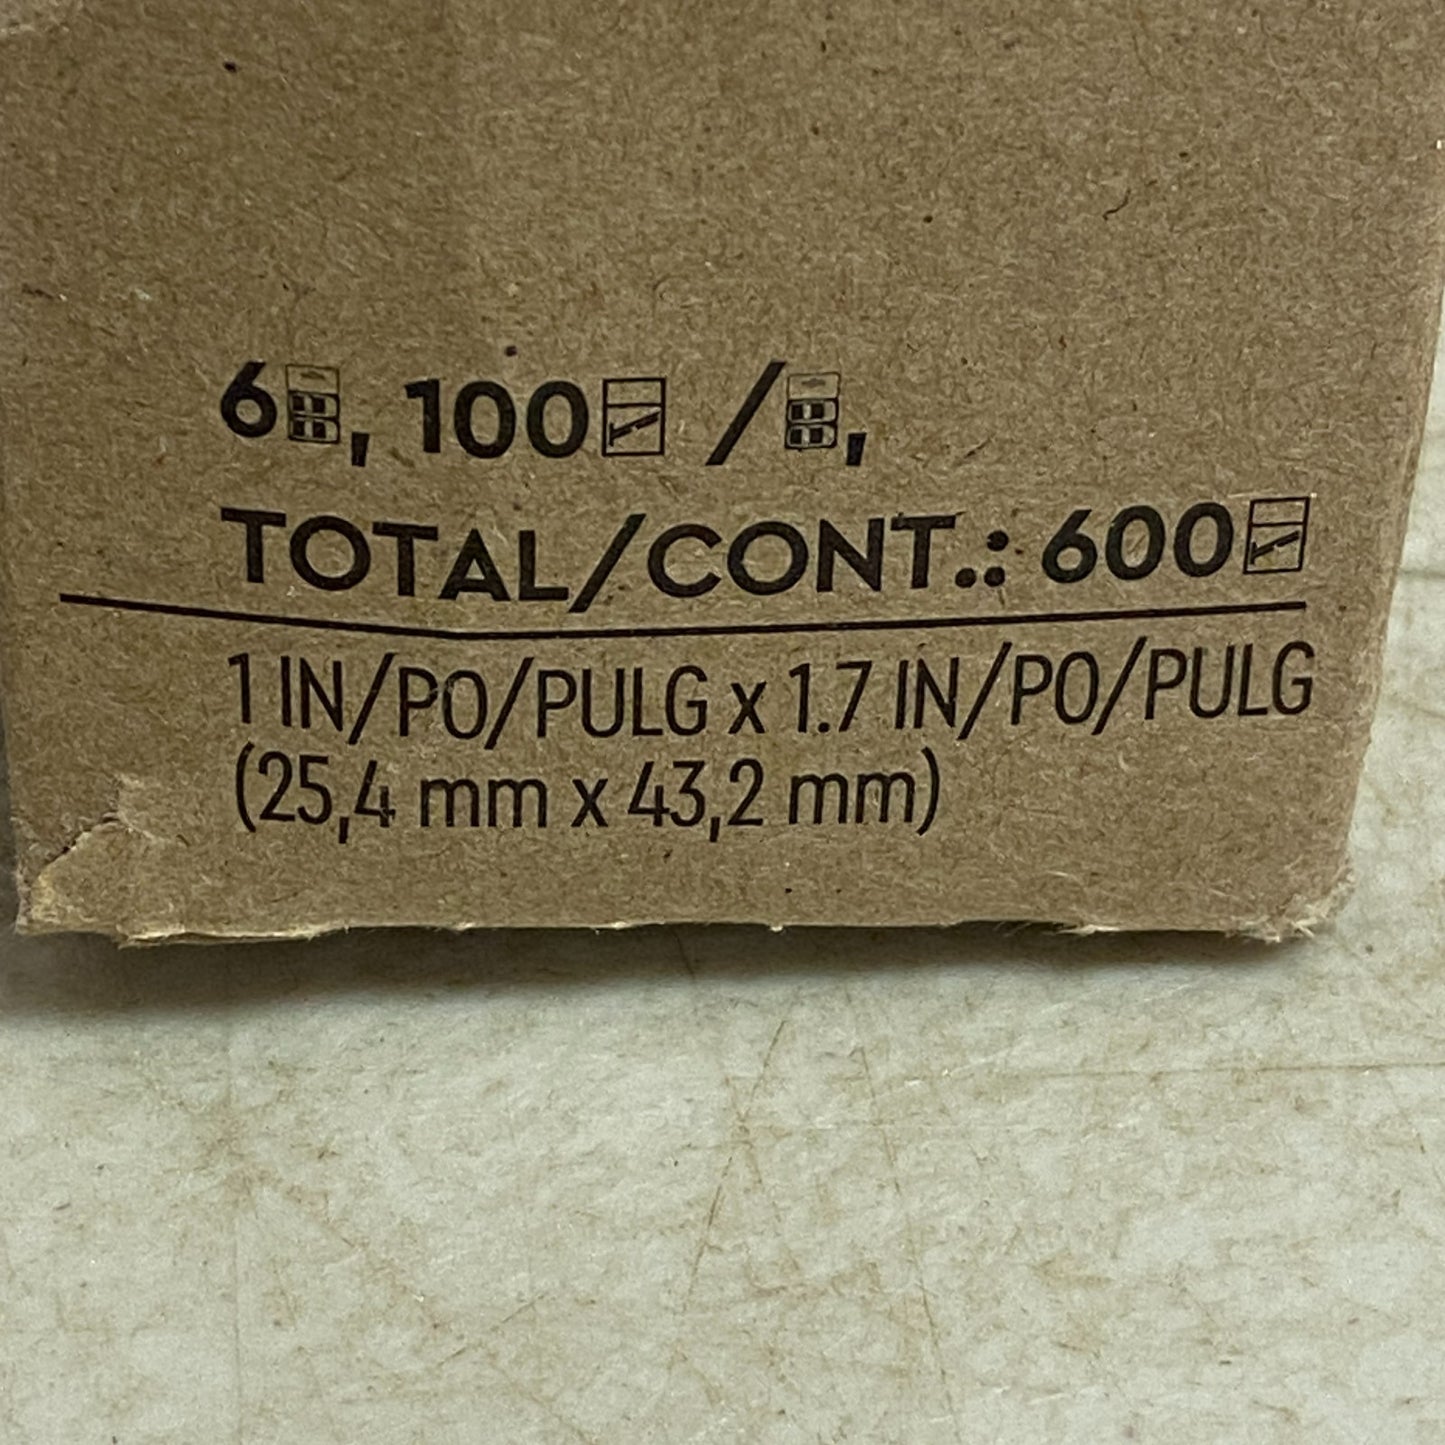 6, 100 / ,
TOTAL/CONT.: 600
1 IN/PO/PULG x 1.7 IN/PO/PULG
(25,4 mm x 43,2 mm)